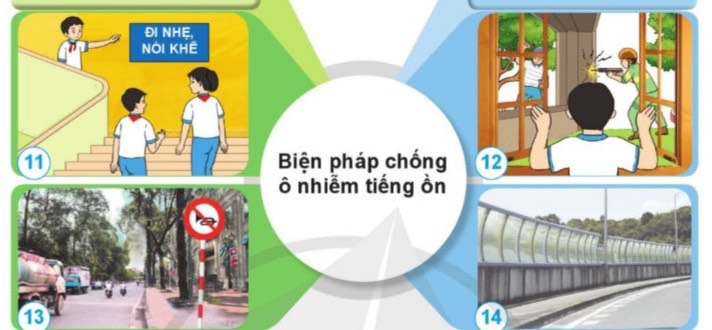 ĐI NHẸ,
NÓI KHẼ
11
12
Biện pháp chống
ô nhiễm tiếng ồn
13
14